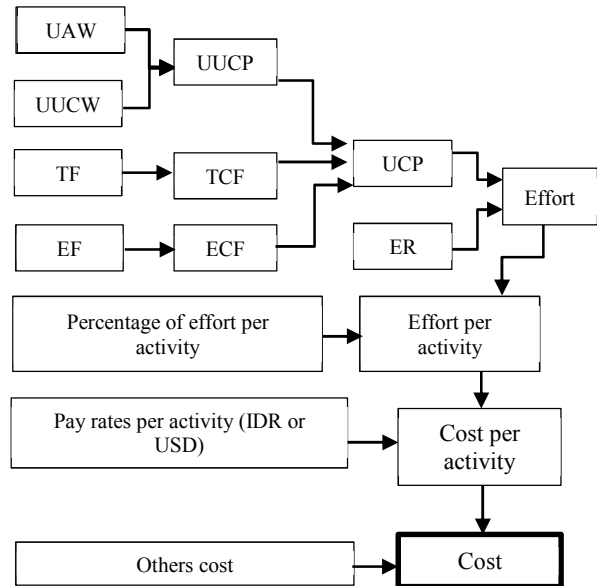 UAW
UUCP
UUCW
UCP
TF
TCF
Effort
EF
ECF
ER
Percentage of effort per
activity
Effort per
activity
Pay rates per activity (IDR or
USD)
Cost per
activity
Others cost
Cost